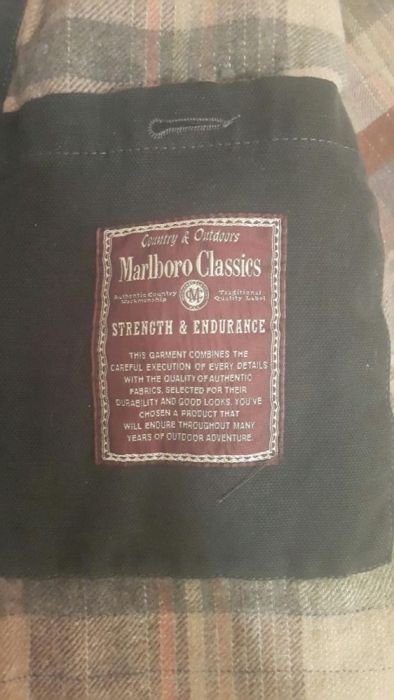 Country & Outdoors
Marlboro Classics
Authentic Country Workmanship
MC
Traditional Quality Label
STRENGTH & ENDURANCE
THIS GARMENT COMBINES THE
CAREFUL EXECUTION OF EVERY DETAILS
WITH THE QUALITY OF AUTHENTIC
FABRICS, SELECTED FOR THEIR
DURABILITY AND GOOD LOOKS. YOU'VE
CHOSEN A PRODUCT THAT
WILL ENDURE THROUGHOUT MANY
YEARS OF OUTDOOR ADVENTURE.